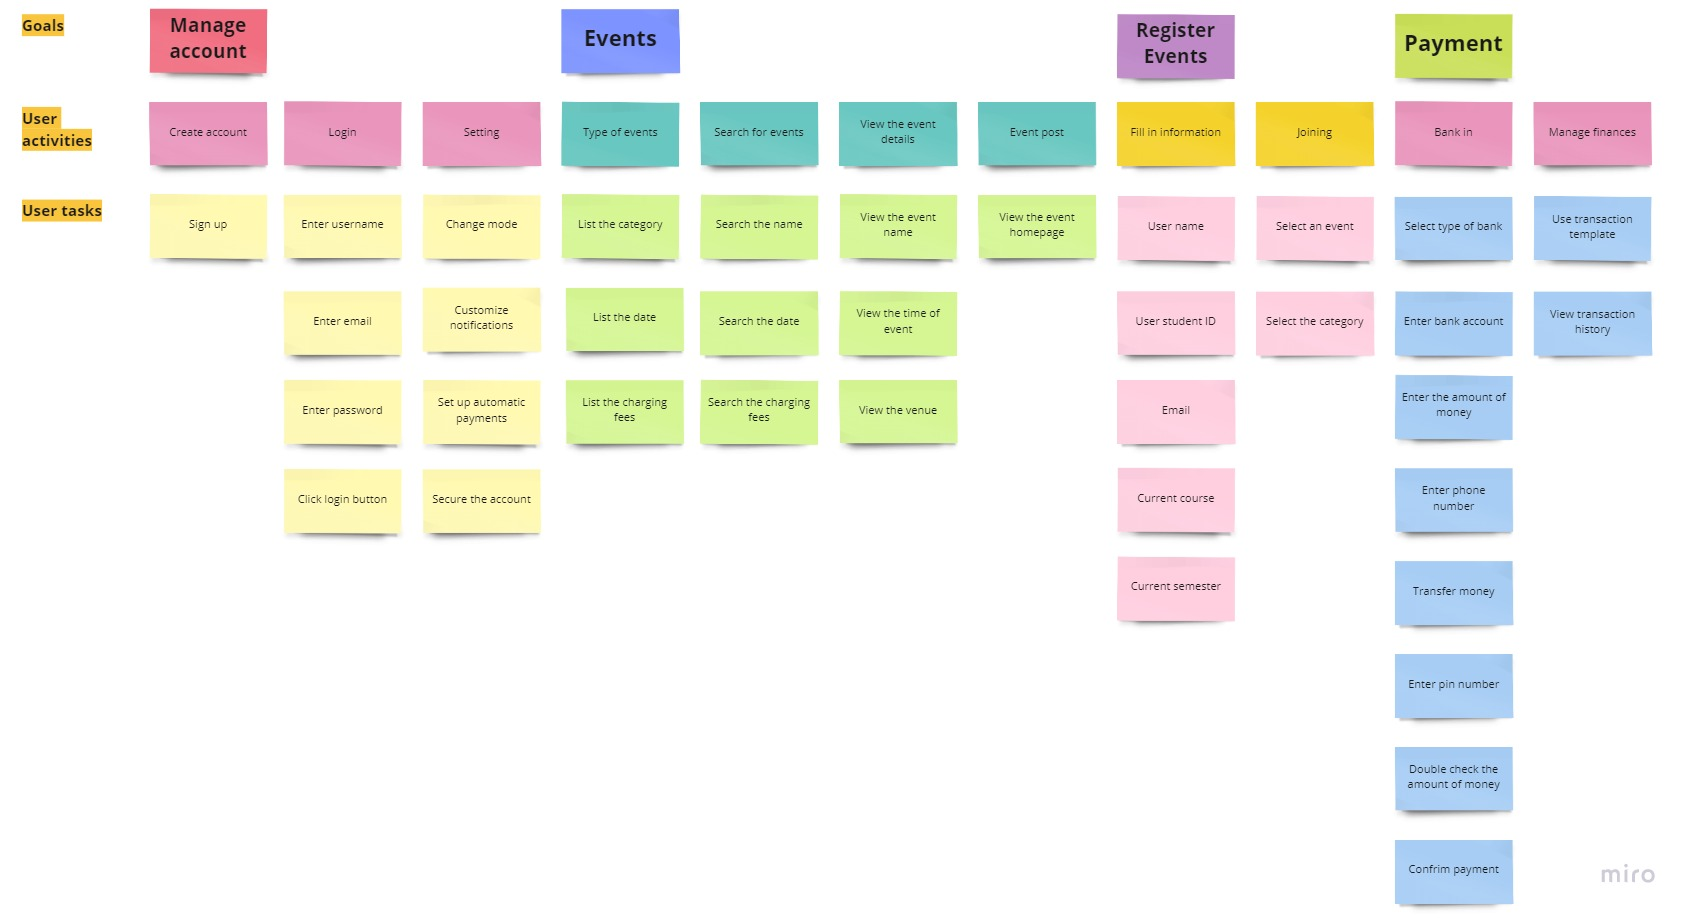 Goals
Manage
account
Events
Register
Events
Payment
User
activities
Create account
Login
Setting
Type of events
Search for events
View the event
details
Event post
Fill in information
Joining
Bank in
Manage finances
User tasks
Sign up
Enter username
Change mode
List the category
Search the name
View the event
name
View the event
homepage
User name
Select an event
Select type of bank
Use transaction
template
Enter email
Customize
notifications
List the date
Search the date
View the time of
event
User student ID
Select the category
Enter bank account
View transaction
history
Enter password
Set up automatic
payments
List the charging
fees
Search the charging
fees
View the venue
Email
Enter the amount of
money
Click login button
Secure the account
Current course
Enter phone
number
Current semester
Transfer money
Enter pin number
Double check the
amount of money
Confrim payment
miro